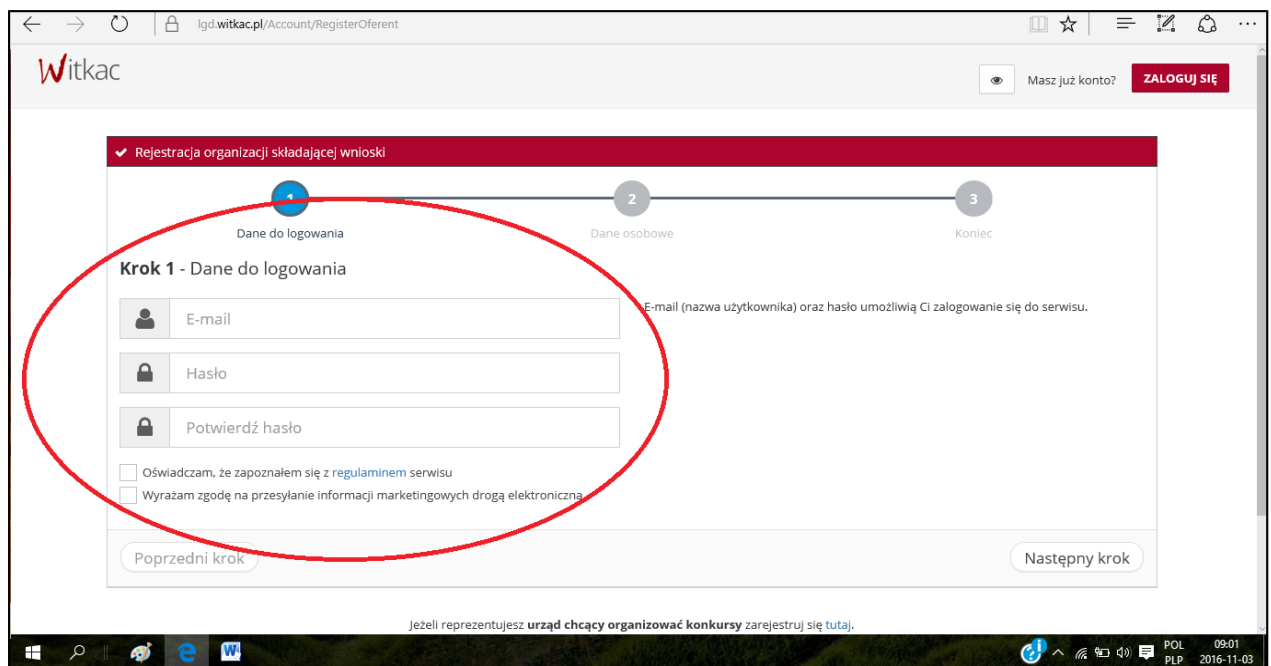 lgd.witkac.pl/Account/RegisterOferent
Witkac
Masz już konto? ZALOGUJ SIĘ
Rejestracja organizacji składającej wnioski
1 2 3
Dane do logowania Dane osobowe Koniec
Krok 1 - Dane do logowania
E-mail
E-mail (nazwa użytkownika) oraz hasło umożliwią Ci zalogowanie się do serwisu.
Hasło
Potwierdź hasło
Oświadczam, że zapoznałem się z regulaminem serwisu
Wyrażam zgodę na przesyłanie informacji marketingowych drogą elektroniczną
Poprzedni krok Następny krok
Jeżeli reprezentujesz urząd chcący organizować konkursy zarejestruj się tutaj.
POL 09:01
PLP 2016-11-03